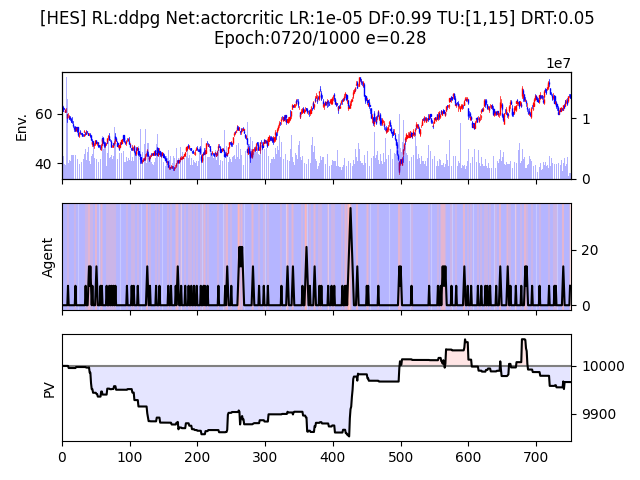 [HES] RL:ddpg Net:actorcritic LR:1e-05 DF:0.99 TU:[1,15] DRT:0.05
Epoch:0720/1000 e=0.28
1e7
Env.
60
40
1
0
Agent
20
0
PV
10000
9900
0 100 200 300 400 500 600 700